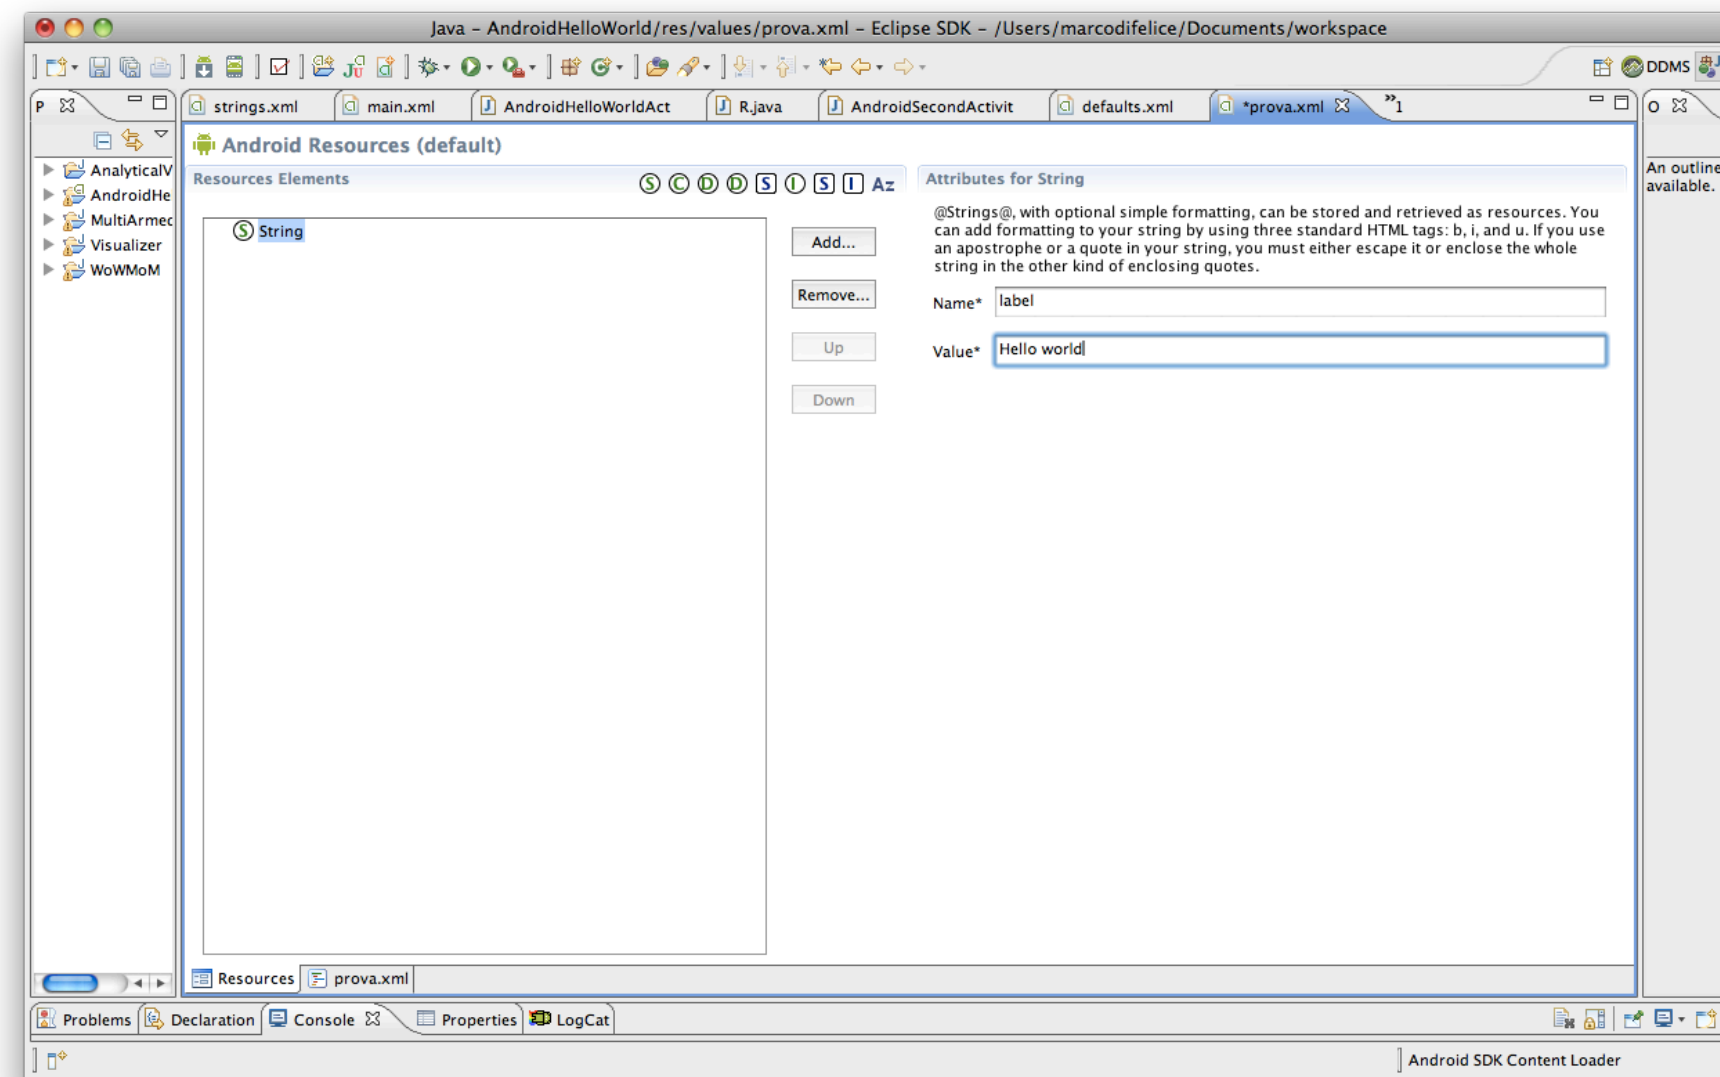 Java – AndroidHelloWorld/res/values/prova.xml – Eclipse SDK – /Users/marcodifelice/Documents/workspace
DDMS
P
strings.xml
main.xml
AndroidHelloWorldAct
R.java
AndroidSecondActivit
defaults.xml
*prova.xml
»1
O
Android Resources (default)
AnalyticalV
AndroidHe
MultiArmed
Visualizer
WoWMoM
Resources Elements
S C D D S I S I Az
S String
Add...
Remove...
Up
Down
Attributes for String
@Strings@, with optional simple formatting, can be stored and retrieved as resources. You
can add formatting to your string by using three standard HTML tags: b, i, and u. If you use
an apostrophe or a quote in your string, you must either escape it or enclose the whole
string in the other kind of enclosing quotes.
Name* label
Value* Hello world
An outline
available.
Resources
prova.xml
Problems
Declaration
Console
Properties
LogCat
Android SDK Content Loader